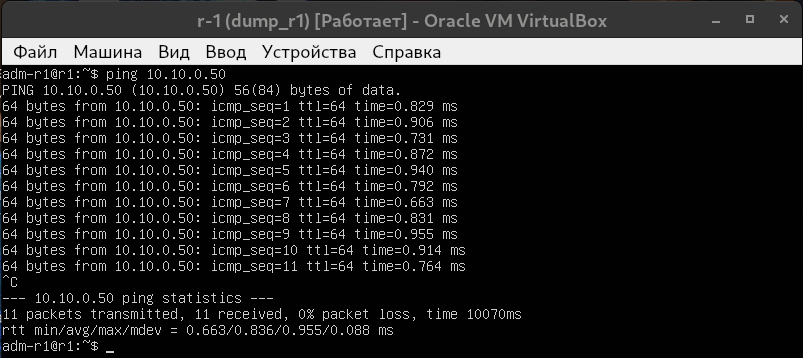 r-1 (dump_r1) [Работает] - Oracle VM VirtualBox
Файл Машина Вид Ввод Устройства Справка
adm-r1@r1:~$ ping 10.10.0.50
PING 10.10.0.50 (10.10.0.50) 56(84) bytes of data.
64 bytes from 10.10.0.50: icmp_seq=1 ttl=64 time=0.829 ms
64 bytes from 10.10.0.50: icmp_seq=2 ttl=64 time=0.906 ms
64 bytes from 10.10.0.50: icmp_seq=3 ttl=64 time=0.731 ms
64 bytes from 10.10.0.50: icmp_seq=4 ttl=64 time=0.872 ms
64 bytes from 10.10.0.50: icmp_seq=5 ttl=64 time=0.940 ms
64 bytes from 10.10.0.50: icmp_seq=6 ttl=64 time=0.792 ms
64 bytes from 10.10.0.50: icmp_seq=7 ttl=64 time=0.663 ms
64 bytes from 10.10.0.50: icmp_seq=8 ttl=64 time=0.831 ms
64 bytes from 10.10.0.50: icmp_seq=9 ttl=64 time=0.955 ms
64 bytes from 10.10.0.50: icmp_seq=10 ttl=64 time=0.914 ms
64 bytes from 10.10.0.50: icmp_seq=11 ttl=64 time=0.764 ms
^C
--- 10.10.0.50 ping statistics ---
11 packets transmitted, 11 received, 0% packet loss, time 10070ms
rtt min/avg/max/mdev = 0.663/0.836/0.955/0.088 ms
adm-r1@r1:~$ _